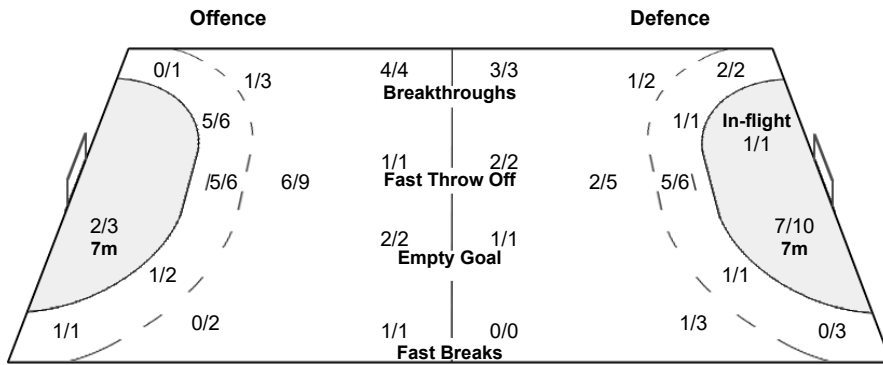 Offence Defence
0/1 1/3 4/4 3/3 1/2 2/2
Breakthroughs
5/6 1/1 In-flight
1/1
1/1 2/2
Fast Throw Off
5/6 6/9 2/5 5/6
2/3 7/10
7m 7m
2/2 1/1
Empty Goal
1/2 1/1
1/1 0/2 1/1 0/0 1/3 0/3
Fast Breaks